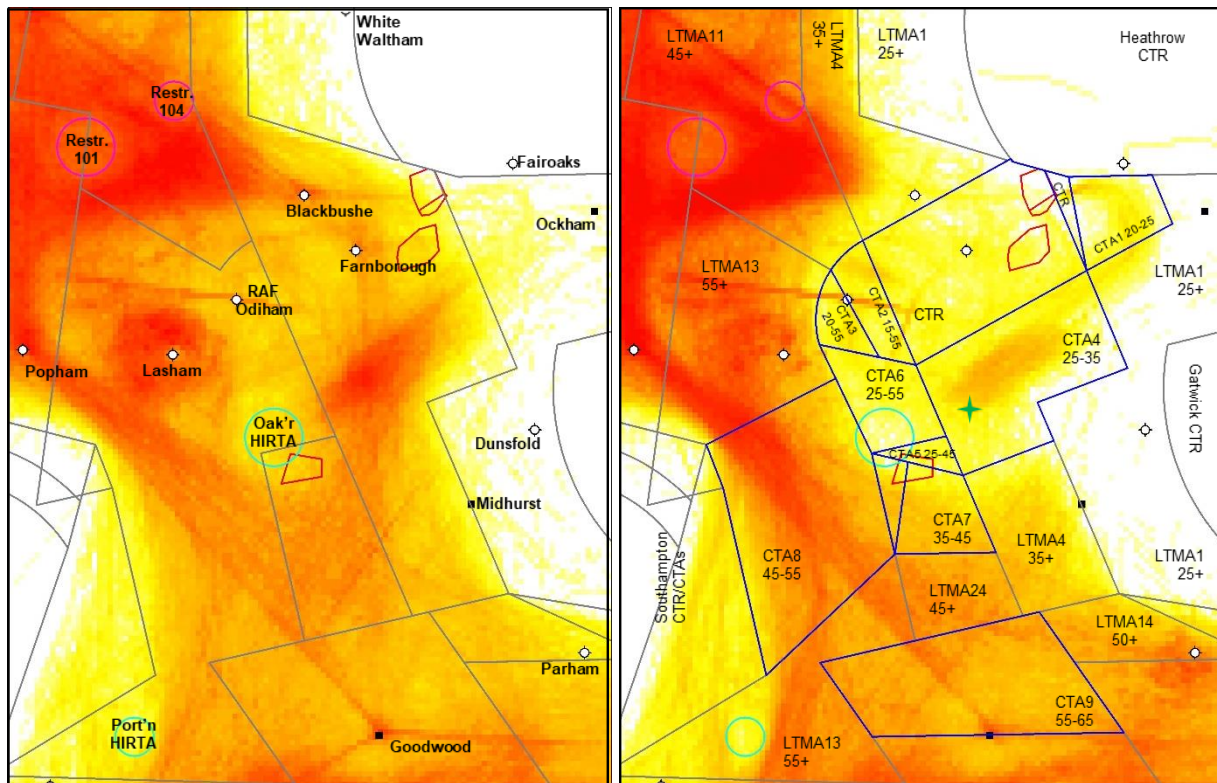 White
Waltham
Restr.
104
Restr.
101
Fairoaks
Blackbushe
Ockham
Farnborough
RAF
Odiham
Popham
Lasham
Oak'r
HIRTA
Dunsfold
Midhurst
Parham
Port'n
HIRTA
Goodwood
LTMA11
45+
LTMA4
35+
LTMA1
25+
Heathrow
CTR
CTR
CTA1 20-25
LTMA13
55+
LTMA1
25+
CTA3
20-55
CTA2 15-55
CTR
CTA4
25-35
CTA6
25-55
Gatwick CTR
CTA5 25-45
CTA7
35-45
LTMA4
35+
CTA8
45-55
LTMA1
25+
Southampton
CTR/CTAs
LTMA24
45+
LTMA14
50+
CTA9
55-65
LTMA13
55+